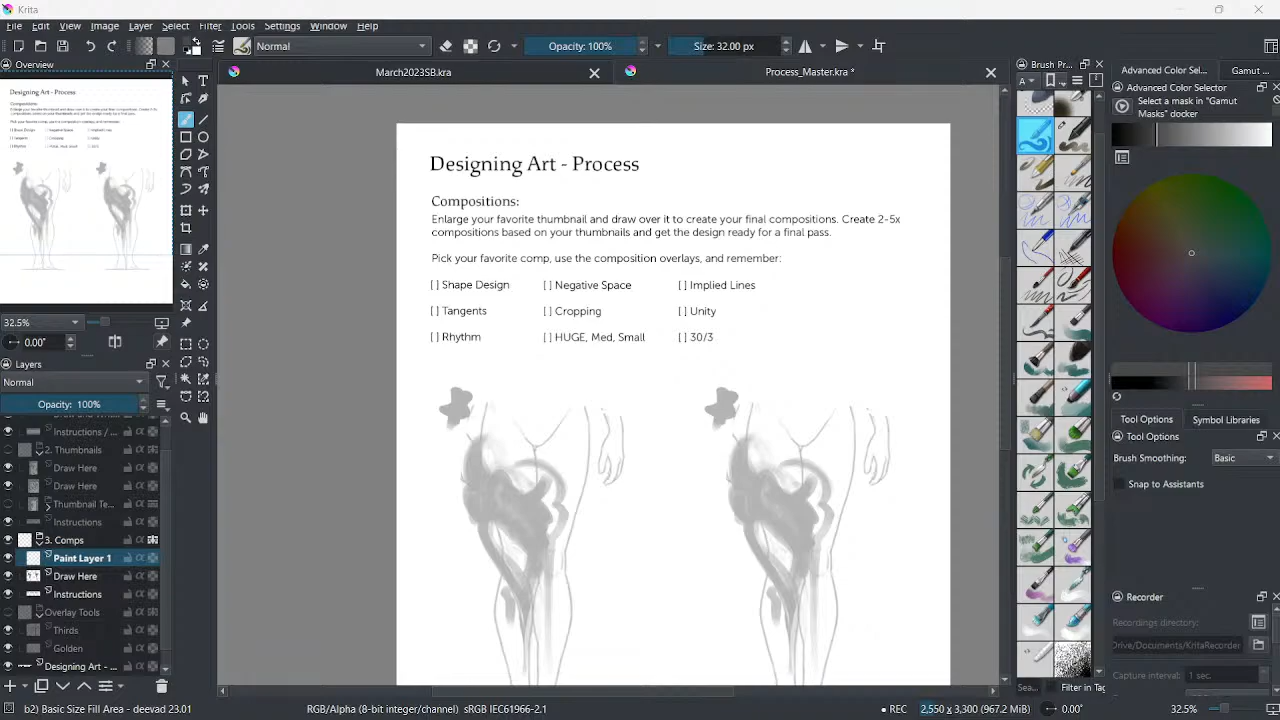 Krita
File Edit View Image Layer Select Filter Tools Settings Window Help
Normal
Opacity: 100%
Size: 32.00 px
Overview
March2023SB.kra
Process_Master.kra *
Brush Pr...
Advanced Color Sel...
Gamut ...
Select a mask in "Gamut
Masks" docker
A
Designing Art - Process
Compositions:
Enlarge your favorite thumbnail and draw over it to create your final compositions. Create 2-5x
compositions based on your thumbnails and get the design ready for a final pass.
Pick your favorite comp, use the composition overlays, and remember:
[ ] Shape Design [ ] Negative Space [ ] Implied Lines
[ ] Tangents [ ] Cropping [ ] Unity
[ ] Rhythm [ ] HUGE, Med, Small [ ] 30/3
32.5%
0.00°
Layers
Normal
Opacity: 100%
Instructions / ...
2. Thumbnails
Draw Here
Draw Here
Thumbnail Te...
Instructions
3. Comps
Paint Layer 1
Draw Here
Instructions
Overlay Tools
Thirds
Golden
Designing Art - ...
Tool Options
Symbol Libraries
Tool Options
Brush Smoothing:
Basic
Snap to Assistants
Recorder
Recordings directory:
Drive/Documents/KritaRecorder
Capture interval:
1 sec.
Sea...
Filter in Tag
b2) Basic Size Fill Area - deevad 23.01
RGB/Alpha (8-bit integer/channel) sRGB IEC61966-2.1
REC
2,550 x 3,300 (967.2 MiB)
0.00°
32.5%